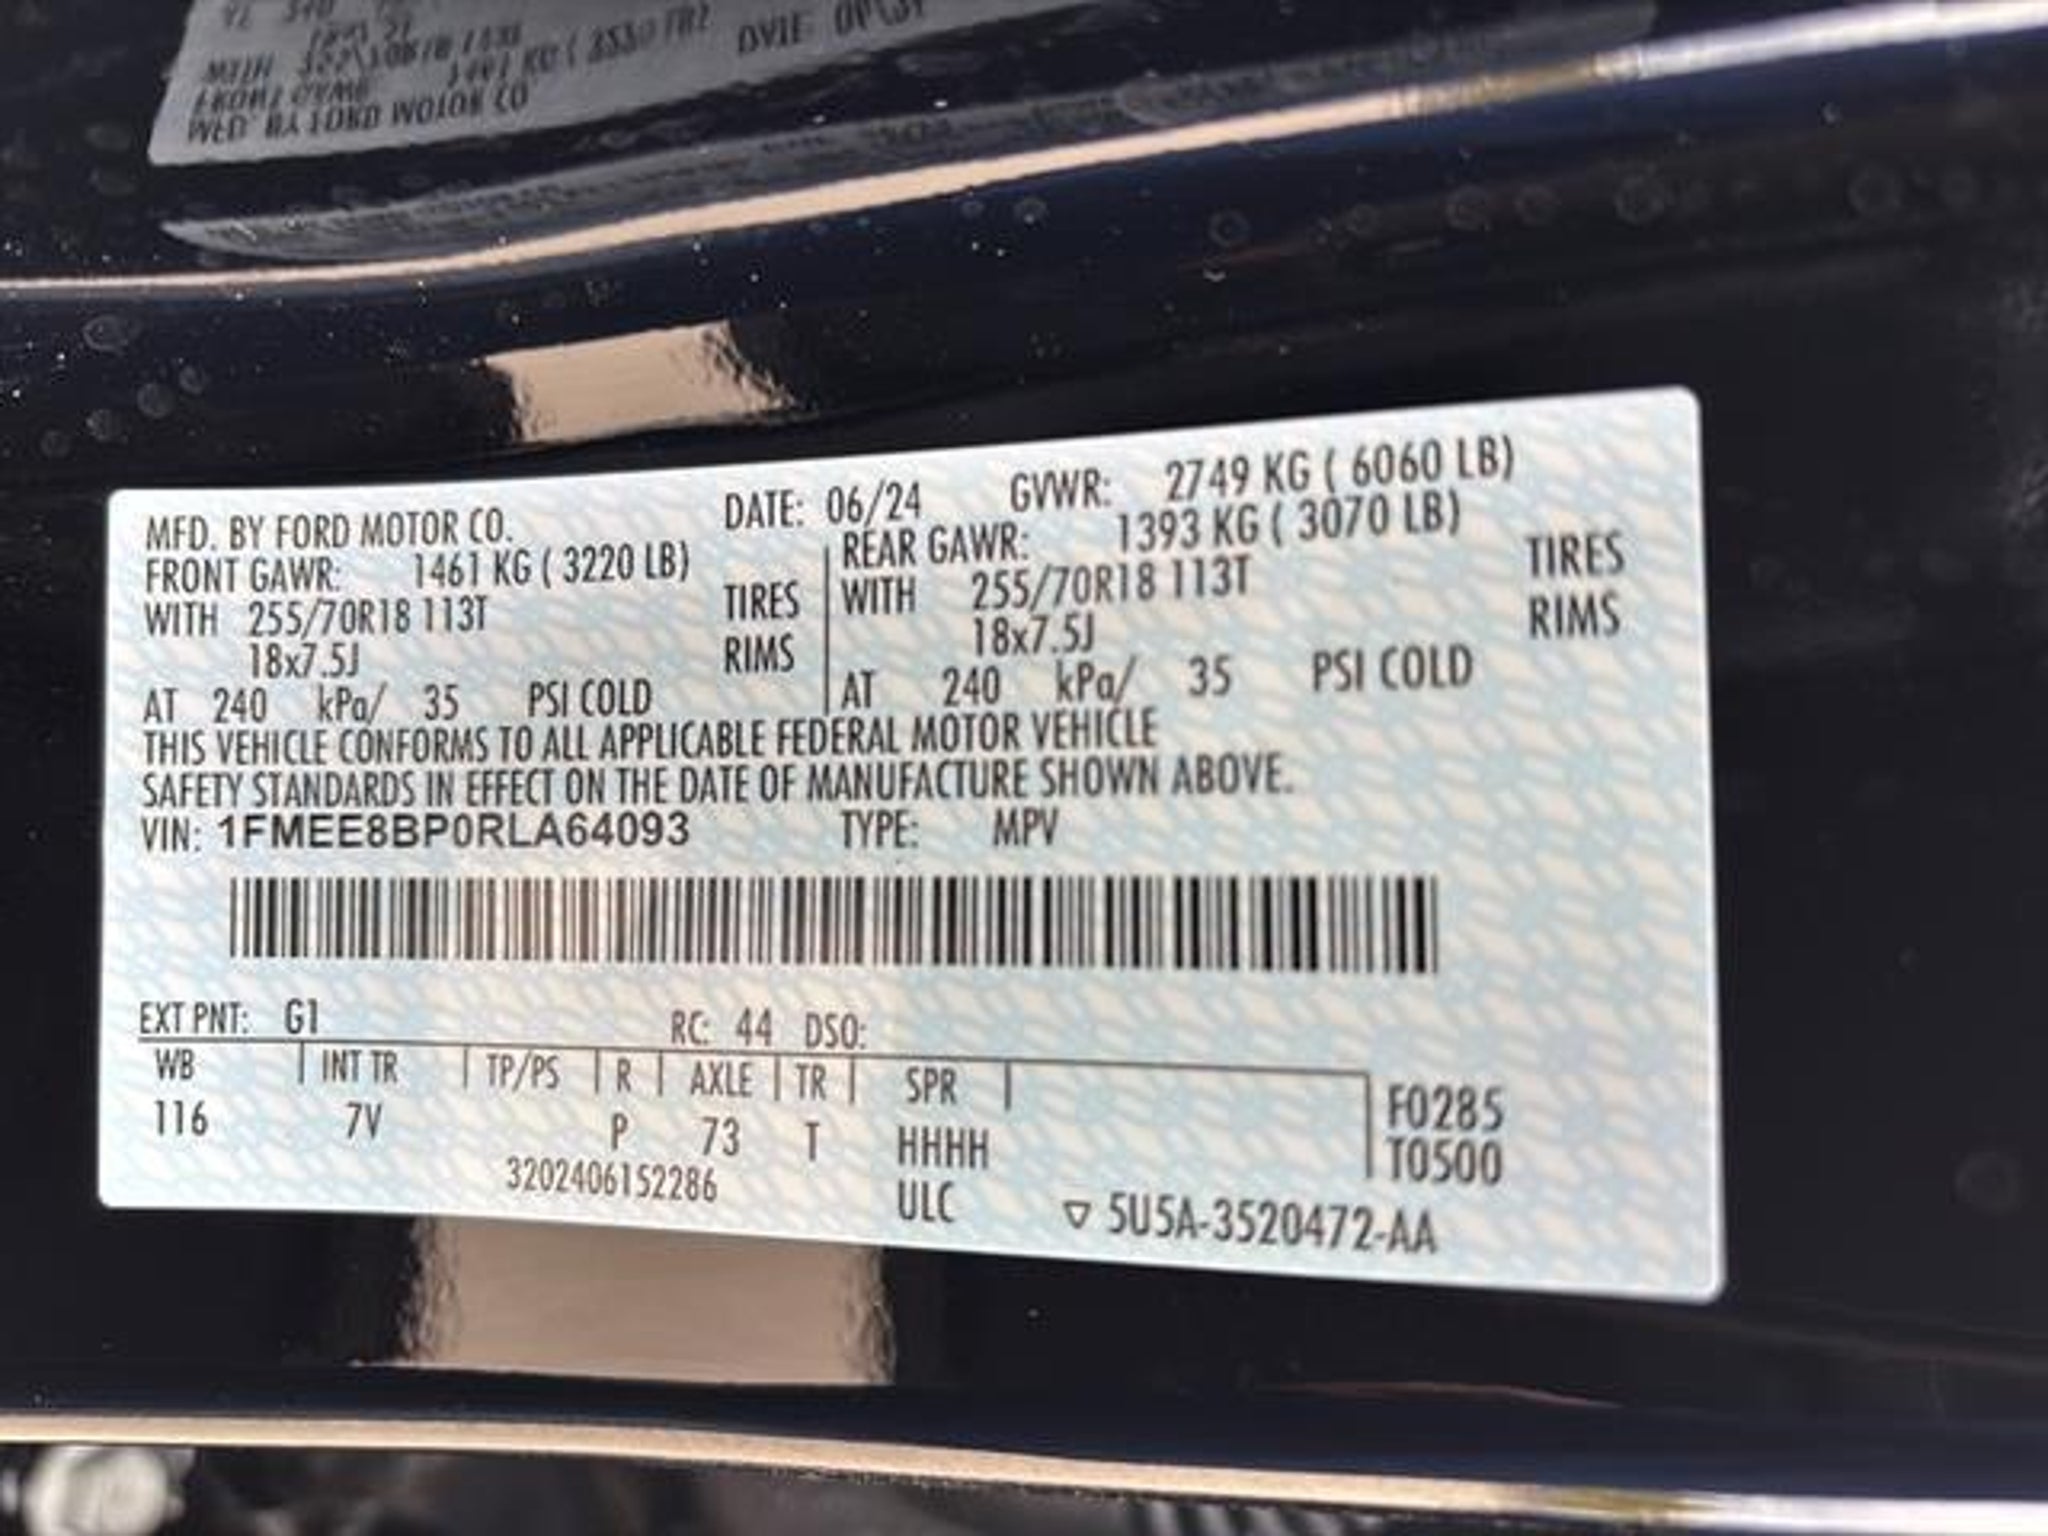 MFD. BY FORD MOTOR CO. DATE: 06/24 GVWR: 2749 KG ( 6060 LB)
FRONT GAWR: 1461 KG ( 3220 LB) REAR GAWR: 1393 KG ( 3070 LB)
WITH 255/70R18 113T TIRES WITH 255/70R18 113T TIRES
18x7.5J RIMS 18x7.5J RIMS
AT 240 kPa/ 35 PSI COLD AT 240 kPa/ 35 PSI COLD
THIS VEHICLE CONFORMS TO ALL APPLICABLE FEDERAL MOTOR VEHICLE
SAFETY STANDARDS IN EFFECT ON THE DATE OF MANUFACTURE SHOWN ABOVE.
VIN: 1FMEE8BP0RLA64093 TYPE: MPV
EXT PNT: G1 RC: 44 DSO:
WB INT TR TP/PS R AXLE TR SPR
116 7V P 73 T HHHH
F0285
T0500
3202406152286 ULC ▽ 5U5A-3520472-AA